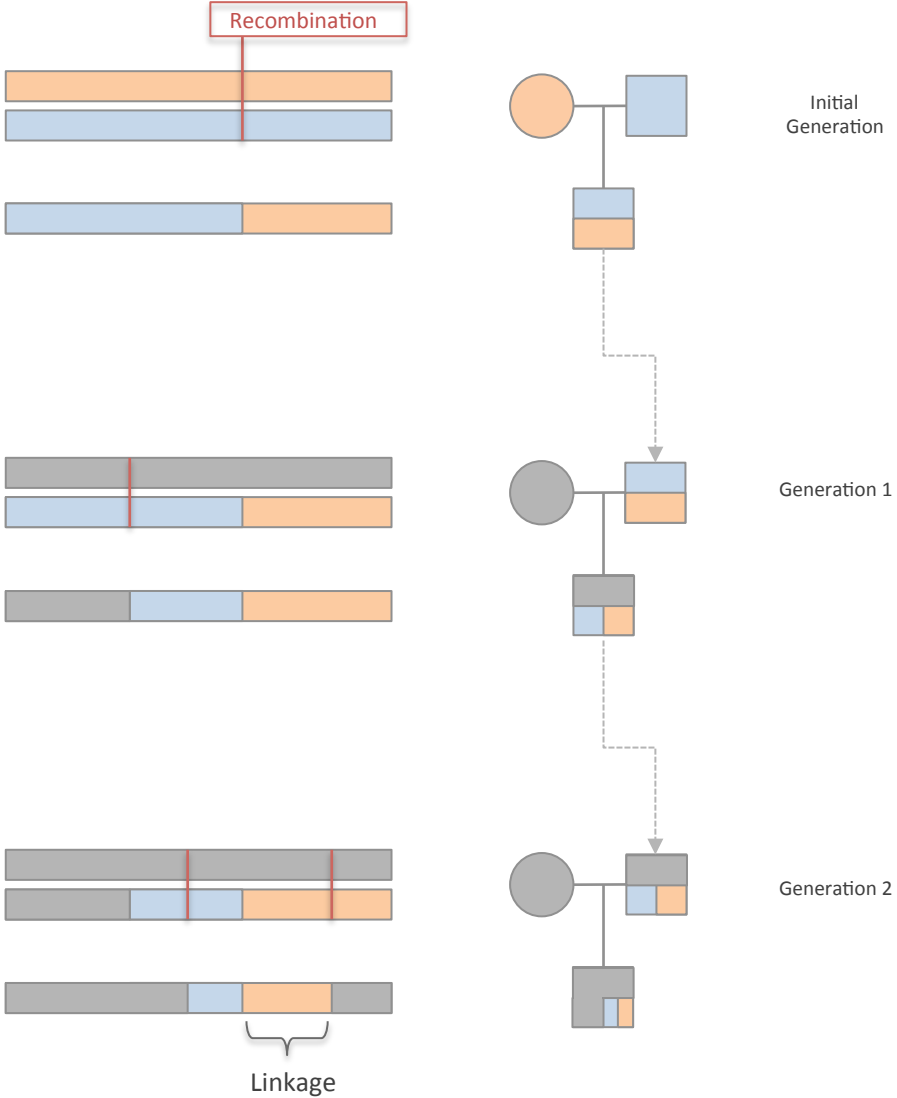 Recombination
Initial
Generation
Generation 1
Generation 2
Linkage